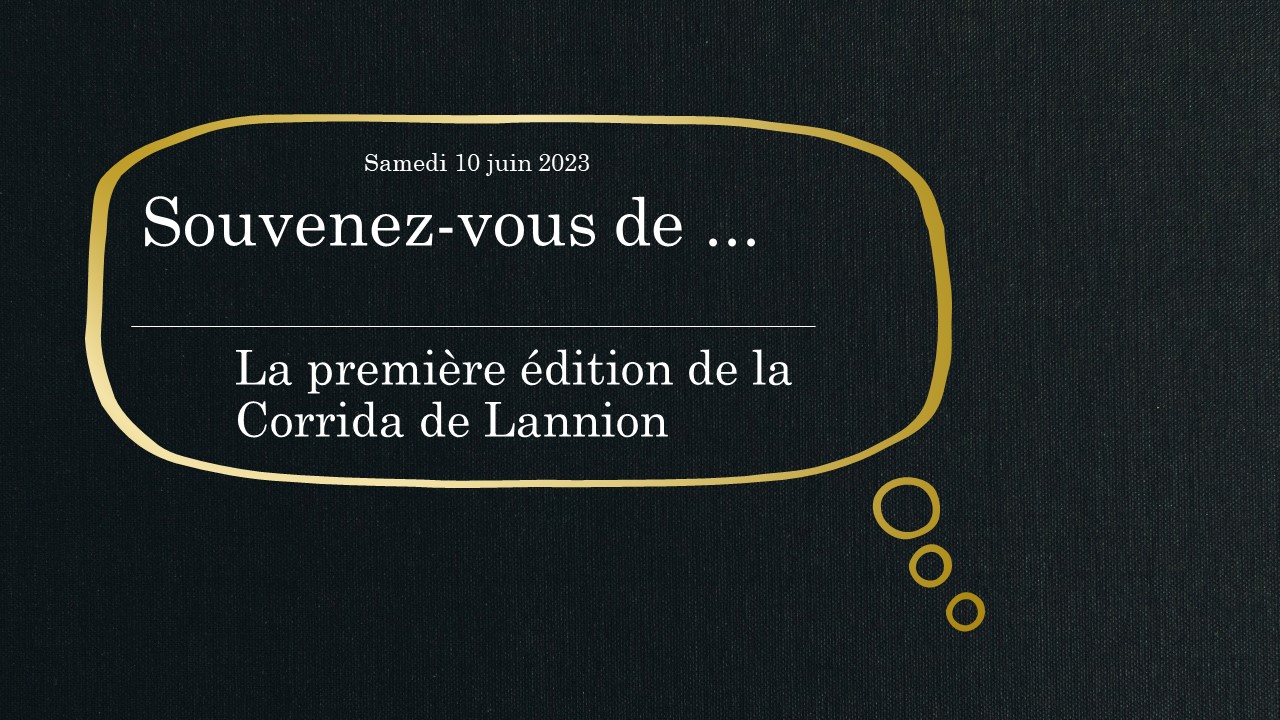 Samedi 10 juin 2023
Souvenez-vous de ...
La première édition de la
Corrida de Lannion